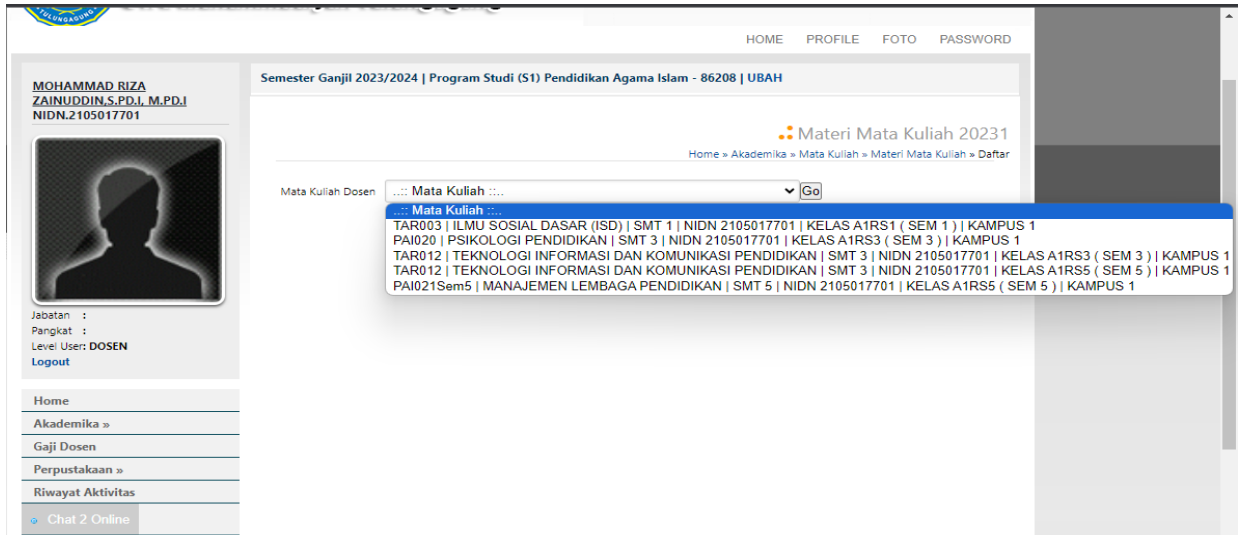 TULUNGAGUNG
HOME PROFILE FOTO PASSWORD
MOHAMMAD RIZA
ZAINUDDIN,S.PD.I, M.PD.I
NIDN.2105017701
Jabatan :
Pangkat :
Level User: DOSEN
Logout
Home
Akademika »
Gaji Dosen
Perpustakaan »
Riwayat Aktivitas
Chat 2 Online
Semester Ganjil 2023/2024 | Program Studi (S1) Pendidikan Agama Islam - 86208 | UBAH
Materi Mata Kuliah 20231
Home » Akademika » Mata Kuliah » Materi Mata Kuliah » Daftar
Mata Kuliah Dosen ..:: Mata Kuliah ::.. Go
..:: Mata Kuliah ::..
TAR003 | ILMU SOSIAL DASAR (ISD) | SMT 1 | NIDN 2105017701 | KELAS A1RS1 ( SEM 1 ) | KAMPUS 1
PAI020 | PSIKOLOGI PENDIDIKAN | SMT 3 | NIDN 2105017701 | KELAS A1RS3 ( SEM 3 ) | KAMPUS 1
TAR012 | TEKNOLOGI INFORMASI DAN KOMUNIKASI PENDIDIKAN | SMT 3 | NIDN 2105017701 | KELAS A1RS3 ( SEM 3 ) | KAMPUS 1
TAR012 | TEKNOLOGI INFORMASI DAN KOMUNIKASI PENDIDIKAN | SMT 3 | NIDN 2105017701 | KELAS A1RS5 ( SEM 5 ) | KAMPUS 1
PAI021Sem5 | MANAJEMEN LEMBAGA PENDIDIKAN | SMT 5 | NIDN 2105017701 | KELAS A1RS5 ( SEM 5 ) | KAMPUS 1